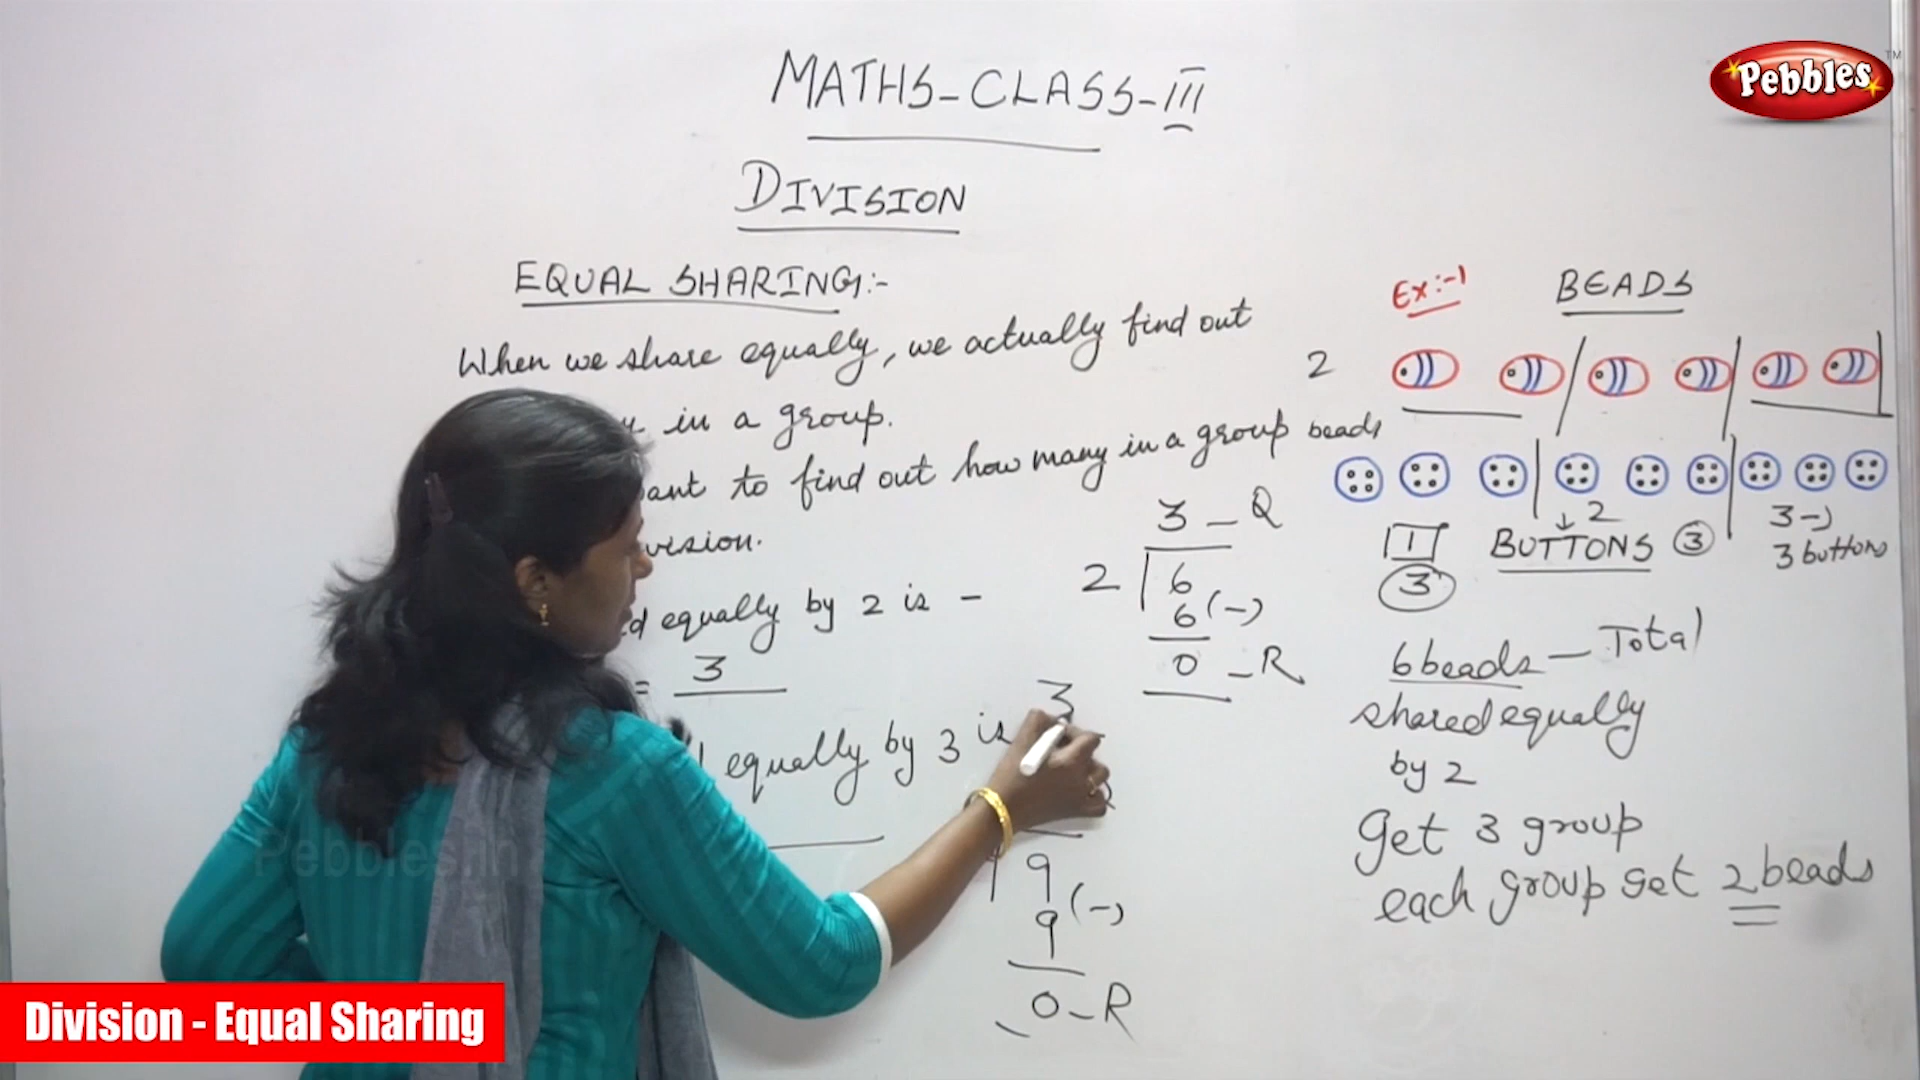 MATHS-CLASS-III
Pebbles
TM
DIVISION
EQUAL SHARING:-
When we share equally, we actually find out
in a group.
to find out how many in a group
equally by 2 is -
= 3
equally by 3 is
3 - Q
2 6
6 (-)
0 - R
3
9
9 (-)
0 - R
Ex:-1 BEADS
2
beads
1 BUTTONS 3
↓ 2
3
3 →
3 buttons
6 beads - Total
shared equally
by 2
Get 3 group
each group get 2 beads
Pebbles.in
Division - Equal Sharing